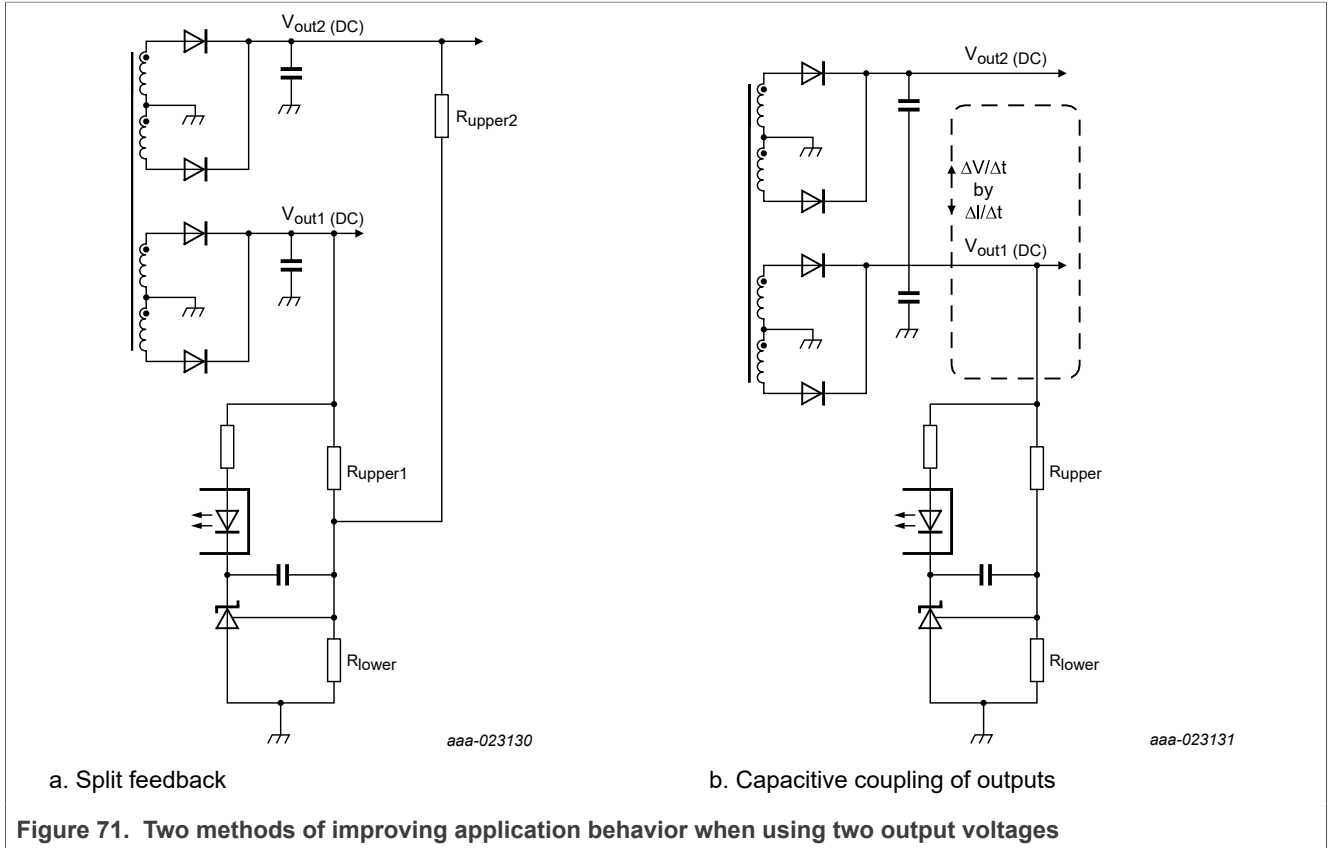 Vout2 (DC)
Rupper2
Vout1 (DC)
Rupper1
Rlower
aaa-023130
a. Split feedback
Vout2 (DC)
ΔV/Δt
by
ΔI/Δt
Vout1 (DC)
Rupper
Rlower
aaa-023131
b. Capacitive coupling of outputs
Figure 71. Two methods of improving application behavior when using two output voltages